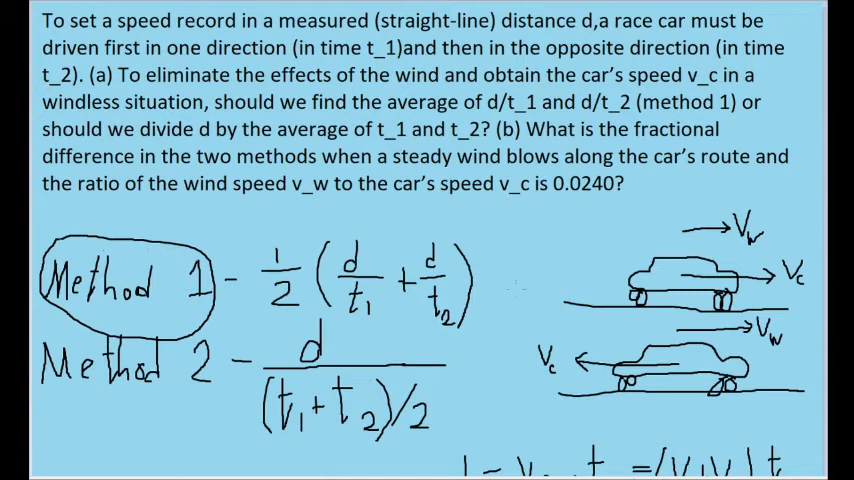 To set a speed record in a measured (straight-line) distance d,a race car must be
driven first in one direction (in time t_1)and then in the opposite direction (in time
t_2). (a) To eliminate the effects of the wind and obtain the car's speed v_c in a
windless situation, should we find the average of d/t_1 and d/t_2 (method 1) or
should we divide d by the average of t_1 and t_2? (b) What is the fractional
difference in the two methods when a steady wind blows along the car's route and
the ratio of the wind speed v_w to the car's speed v_c is 0.0240?
Vw
Method 1 - 1/2 (d/t1 + d/t2)
Vc
Vw
Method 2 - d/(t1+t2)/2
Vc